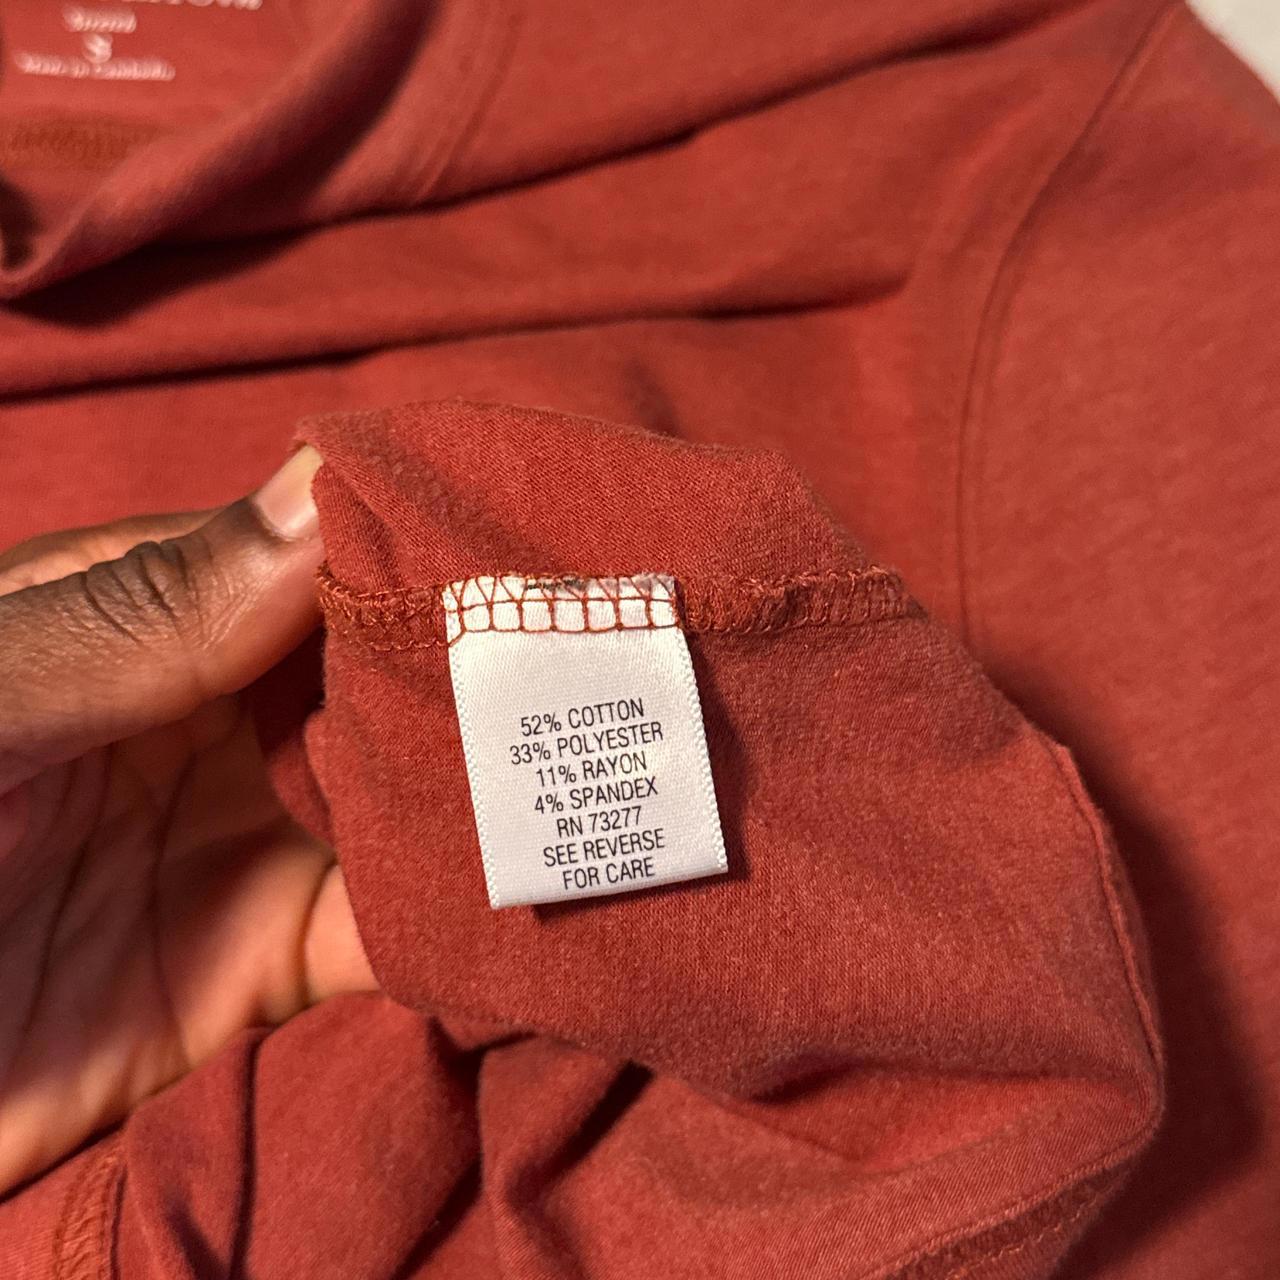 S
52% COTTON
33% POLYESTER
11% RAYON
4% SPANDEX
RN 73277
SEE REVERSE
FOR CARE